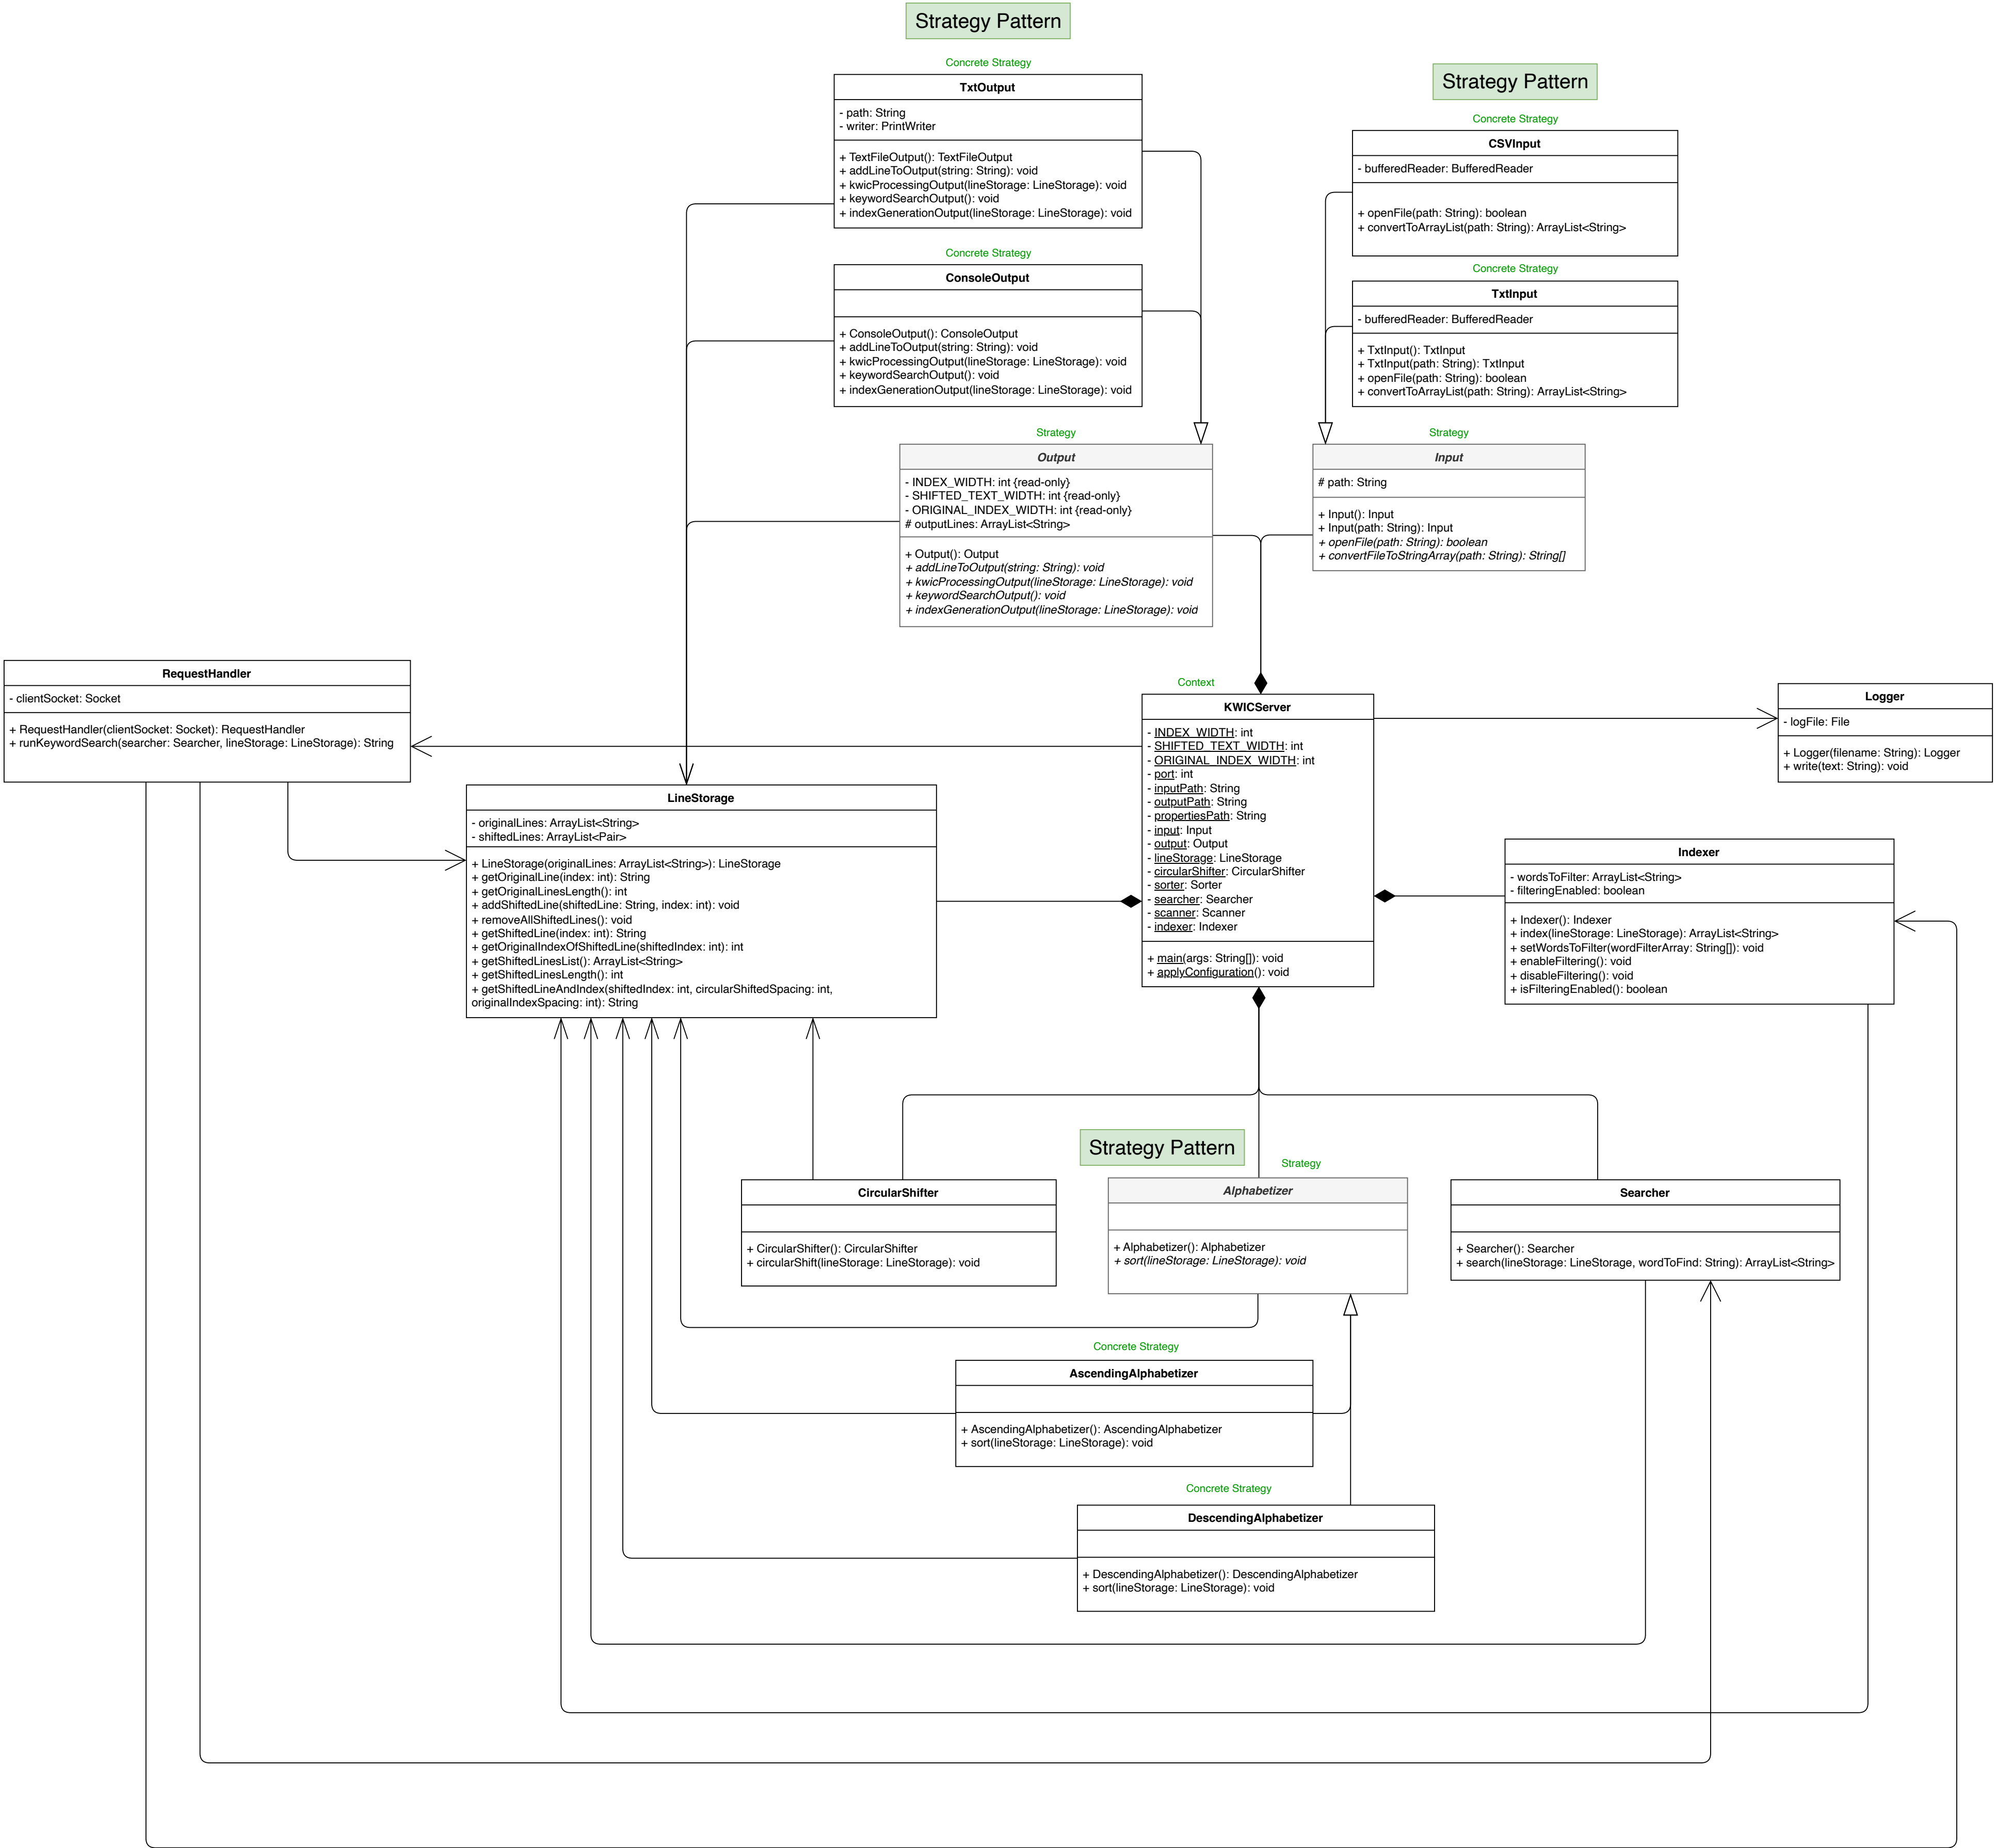 Strategy Pattern
Concrete Strategy
TxtOutput
- path: String
- writer: PrintWriter
+ TextFileOutput(): TextFileOutput
+ addLineToOutput(string: String): void
+ kwicProcessingOutput(lineStorage: LineStorage): void
+ keywordSearchOutput(): void
+ indexGenerationOutput(lineStorage: LineStorage): void
Strategy Pattern
Concrete Strategy
CSVInput
- bufferedReader: BufferedReader
+ openFile(path: String): boolean
+ convertToArrayList(path: String): ArrayList<String>
Concrete Strategy
ConsoleOutput
+ ConsoleOutput(): ConsoleOutput
+ addLineToOutput(string: String): void
+ kwicProcessingOutput(lineStorage: LineStorage): void
+ keywordSearchOutput(): void
+ indexGenerationOutput(lineStorage: LineStorage): void
Concrete Strategy
TxtInput
- bufferedReader: BufferedReader
+ TxtInput(): TxtInput
+ TxtInput(path: String): TxtInput
+ openFile(path: String): boolean
+ convertToArrayList(path: String): ArrayList<String>
Strategy
Output
- INDEX_WIDTH: int {read-only}
- SHIFTED_TEXT_WIDTH: int {read-only}
- ORIGINAL_INDEX_WIDTH: int {read-only}
# outputLines: ArrayList<String>
+ Output(): Output
+ addLineToOutput(string: String): void
+ kwicProcessingOutput(lineStorage: LineStorage): void
+ keywordSearchOutput(): void
+ indexGenerationOutput(lineStorage: LineStorage): void
Strategy
Input
# path: String
+ Input(): Input
+ Input(path: String): Input
+ openFile(path: String): boolean
+ convertFileToStringArray(path: String): String[]
RequestHandler
- clientSocket: Socket
+ RequestHandler(clientSocket: Socket): RequestHandler
+ runKeywordSearch(searcher: Searcher, lineStorage: LineStorage): String
Context
KWICServer
- INDEX_WIDTH: int
- SHIFTED_TEXT_WIDTH: int
- ORIGINAL_INDEX_WIDTH: int
- port: int
- inputPath: String
- outputPath: String
- propertiesPath: String
- input: Input
- output: Output
- lineStorage: LineStorage
- circularShifter: CircularShifter
- sorter: Sorter
- searcher: Searcher
- scanner: Scanner
- indexer: Indexer
+ main(args: String[]): void
+ applyConfiguration(): void
Logger
- logFile: File
+ Logger(filename: String): Logger
+ write(text: String): void
LineStorage
- originalLines: ArrayList<String>
- shiftedLines: ArrayList<Pair>
+ LineStorage(originalLines: ArrayList<String>): LineStorage
+ getOriginalLine(index: int): String
+ getOriginalLinesLength(): int
+ addShiftedLine(shiftedLine: String, index: int): void
+ removeAllShiftedLines(): void
+ getShiftedLine(index: int): String
+ getOriginalIndexOfShiftedLine(shiftedIndex: int): int
+ getShiftedLinesList(): ArrayList<String>
+ getShiftedLinesLength(): int
+ getShiftedLineAndIndex(shiftedIndex: int, circularShiftedSpacing: int,
originalIndexSpacing: int): String
Indexer
- wordsToFilter: ArrayList<String>
- filteringEnabled: boolean
+ Indexer(): Indexer
+ index(lineStorage: LineStorage): ArrayList<String>
+ setWordsToFilter(wordFilterArray: String[]): void
+ enableFiltering(): void
+ disableFiltering(): void
+ isFilteringEnabled(): boolean
CircularShifter
+ CircularShifter(): CircularShifter
+ circularShift(lineStorage: LineStorage): void
Strategy Pattern
Strategy
Alphabetizer
+ Alphabetizer(): Alphabetizer
+ sort(lineStorage: LineStorage): void
Searcher
+ Searcher(): Searcher
+ search(lineStorage: LineStorage, wordToFind: String): ArrayList<String>
Concrete Strategy
AscendingAlphabetizer
+ AscendingAlphabetizer(): AscendingAlphabetizer
+ sort(lineStorage: LineStorage): void
Concrete Strategy
DescendingAlphabetizer
+ DescendingAlphabetizer(): DescendingAlphabetizer
+ sort(lineStorage: LineStorage): void